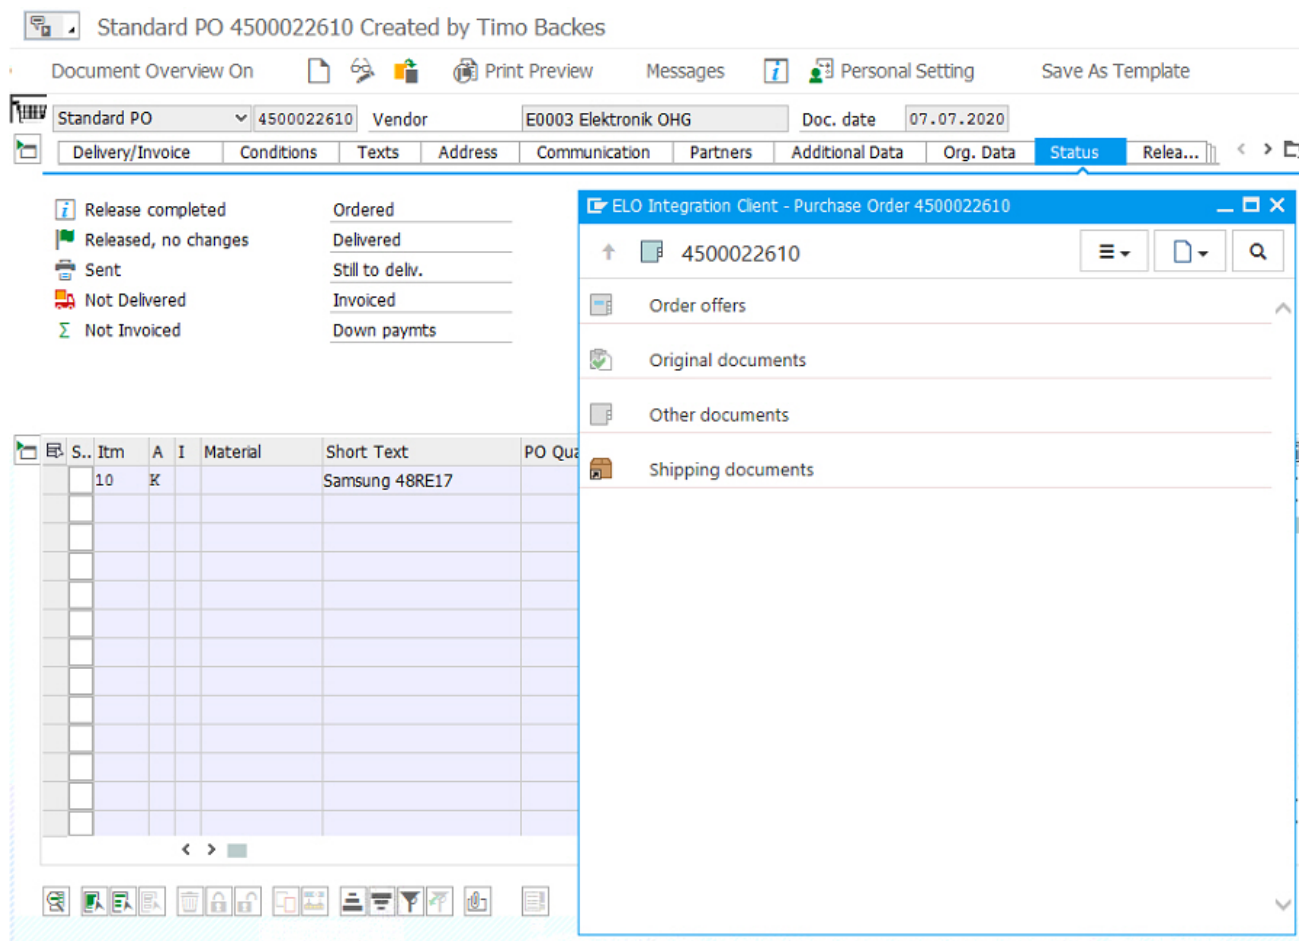 Standard PO 4500022610 Created by Timo Backes
Document Overview On Print Preview Messages Personal Setting Save As Template
Standard PO 4500022610 Vendor E0003 Elektronik OHG Doc. date 07.07.2020
Delivery/Invoice Conditions Texts Address Communication Partners Additional Data Org. Data Status Relea...
Release completed Ordered
Released, no changes Delivered
Sent Still to deliv.
Not Delivered Invoiced
Σ Not Invoiced Down paymts
ELO Integration Client - Purchase Order 4500022610
4500022610
Order offers
Original documents
Other documents
Shipping documents
S.. Itm A I Material Short Text PO Qua
10 K Samsung 48RE17